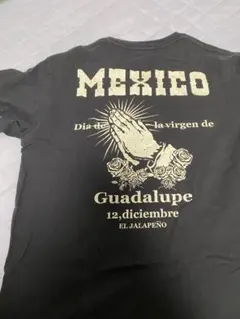 MEXICO
Dia de la virgen de
Guadalupe
12,diciembre
EL JALAPEÑO